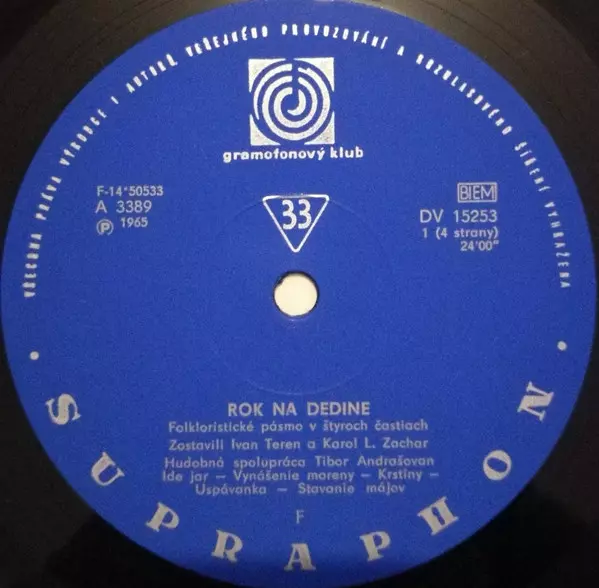 VŠECHNA PRÁVA VÝROBCE I AUTORŮ VEŘEJNÉHO PROVOZOVÁNÍ A ROZHLASOVÉHO ŠÍŘENÍ VYHRAŽENA
gramofonový klub
F-14*50533
A 3389
Ⓟ 1965
33
BIEM
DV 15253
1 (4 strany)
24'00"
ROK NA DEDINE
Folkloristické pásmo v štyroch častiach
Zostavili Ivan Teren a Karol L. Zachar
Hudobná spolupráca Tibor Andrašovan
Ide jar – Vynášenie moreny – Krstiny –
Uspávanka – Stavanie májov
F
SUPRAPHON